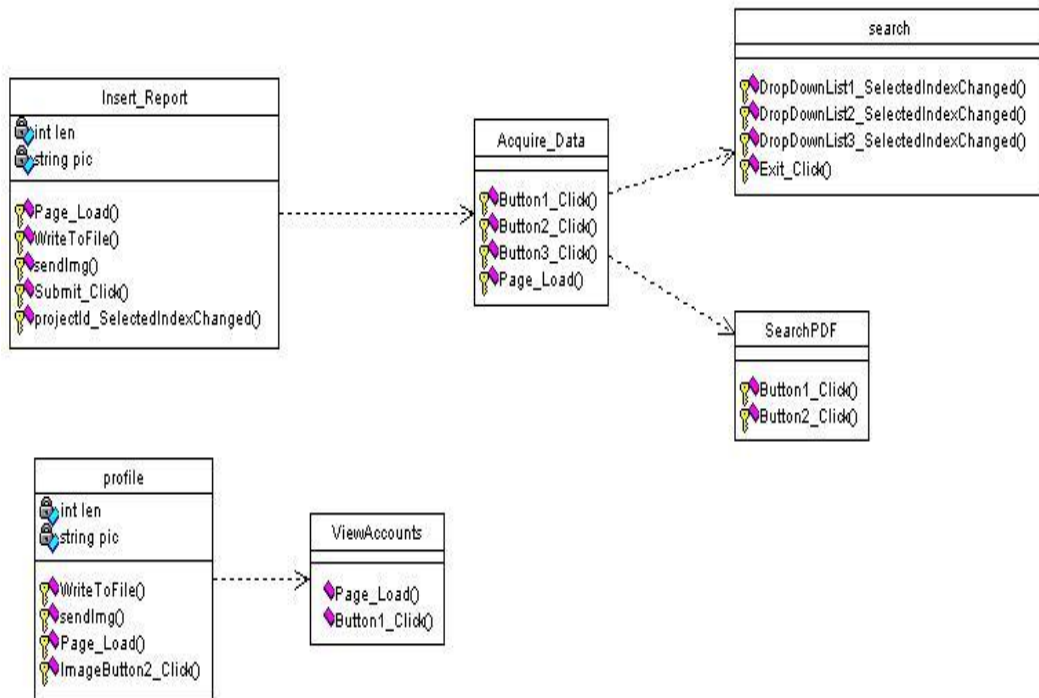 Insert_Report
int len
string pic
Page_Load()
WriteToFile()
sendImg()
Submit_Click()
projectId_SelectedIndexChanged()
Acquire_Data
Button1_Click()
Button2_Click()
Button3_Click()
Page_Load()
search
DropDownList1_SelectedIndexChanged()
DropDownList2_SelectedIndexChanged()
DropDownList3_SelectedIndexChanged()
Exit_Click()
SearchPDF
Button1_Click()
Button2_Click()
profile
int len
string pic
WriteToFile()
sendImg()
Page_Load()
ImageButton2_Click()
ViewAccounts
Page_Load()
Button1_Click()